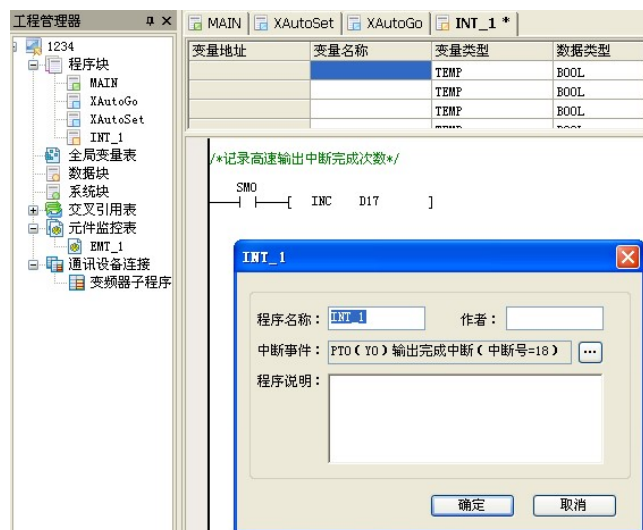 工程管理器
MAIN XAutoSet XAutoGo INT_1 *
1234
程序块
MAIN
XAutoGo
XAutoSet
INT_1
全局变量表
数据块
系统块
交叉引用表
元件监控表
EMT_1
通讯设备连接
变频器子程序
变量地址 变量名称 变量类型 数据类型
TEMP BOOL
TEMP BOOL
TEMP BOOL
TEMP BOOL
/*记录高速输出中断完成次数*/
SM0
[ INC D17 ]
INT_1
程序名称： INT_1 作者：
中断事件： PTO(Y0)输出完成中断(中断号=18) ...
程序说明：
确定 取消